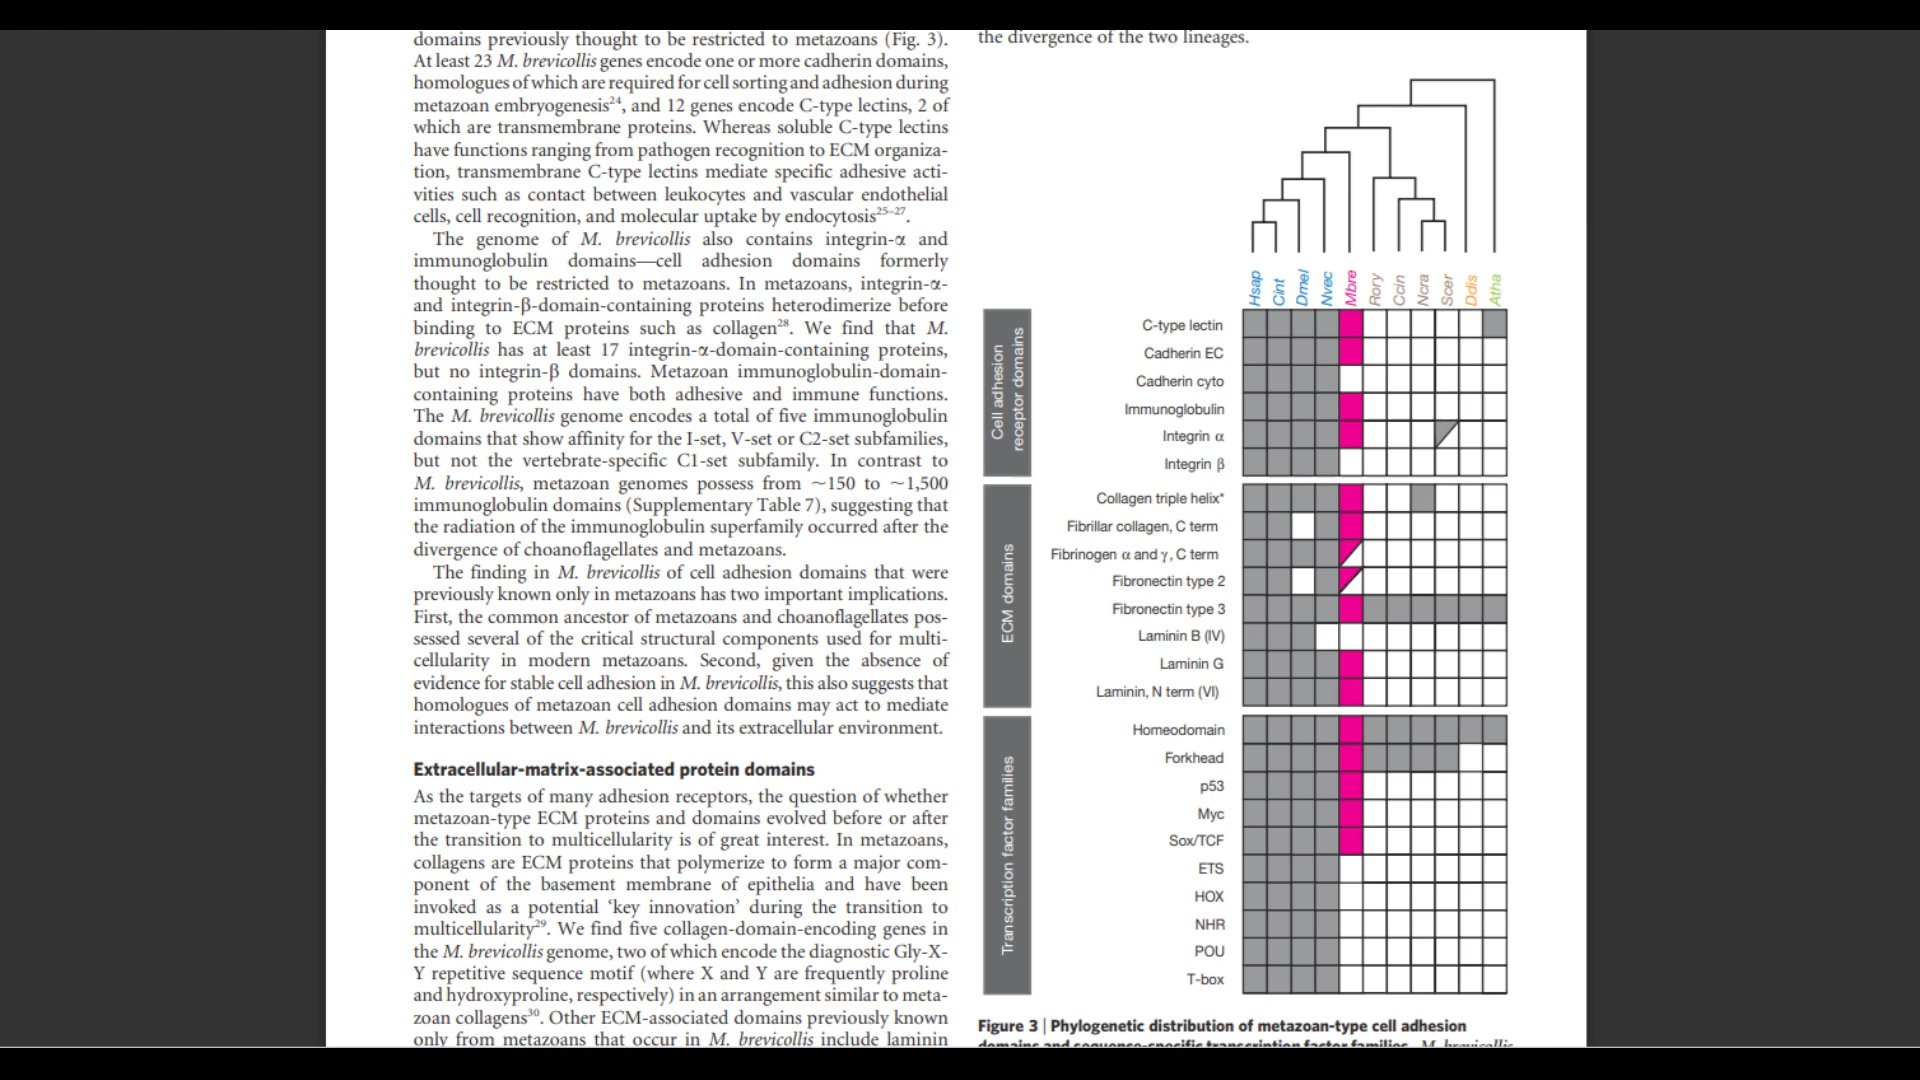 domains previously thought to be restricted to metazoans (Fig. 3).
At least 23 M. brevicollis genes encode one or more cadherin domains,
homologues of which are required for cell sorting and adhesion during
metazoan embryogenesis24, and 12 genes encode C-type lectins, 2 of
which are transmembrane proteins. Whereas soluble C-type lectins
have functions ranging from pathogen recognition to ECM organiza-
tion, transmembrane C-type lectins mediate specific adhesive acti-
vities such as contact between leukocytes and vascular endothelial
cells, cell recognition, and molecular uptake by endocytosis25–27.
The genome of M. brevicollis also contains integrin-α and
immunoglobulin domains—cell adhesion domains formerly
thought to be restricted to metazoans. In metazoans, integrin-α-
and integrin-β-domain-containing proteins heterodimerize before
binding to ECM proteins such as collagen28. We find that M.
brevicollis has at least 17 integrin-α-domain-containing proteins,
but no integrin-β domains. Metazoan immunoglobulin-domain-
containing proteins have both adhesive and immune functions.
The M. brevicollis genome encodes a total of five immunoglobulin
domains that show affinity for the I-set, V-set or C2-set subfamilies,
but not the vertebrate-specific C1-set subfamily. In contrast to
M. brevicollis, metazoan genomes possess from ~150 to ~1,500
immunoglobulin domains (Supplementary Table 7), suggesting that
the radiation of the immunoglobulin superfamily occurred after the
divergence of choanoflagellates and metazoans.
The finding in M. brevicollis of cell adhesion domains that were
previously known only in metazoans has two important implications.
First, the common ancestor of metazoans and choanoflagellates pos-
sessed several of the critical structural components used for multi-
cellularity in modern metazoans. Second, given the absence of
evidence for stable cell adhesion in M. brevicollis, this also suggests that
homologues of metazoan cell adhesion domains may act to mediate
interactions between M. brevicollis and its extracellular environment.
Extracellular-matrix-associated protein domains
As the targets of many adhesion receptors, the question of whether
metazoan-type ECM proteins and domains evolved before or after
the transition to multicellularity is of great interest. In metazoans,
collagens are ECM proteins that polymerize to form a major com-
ponent of the basement membrane of epithelia and have been
invoked as a potential ‘key innovation’ during the transition to
multicellularity29. We find five collagen-domain-encoding genes in
the M. brevicollis genome, two of which encode the diagnostic Gly-X-
Y repetitive sequence motif (where X and Y are frequently proline
and hydroxyproline, respectively) in an arrangement similar to meta-
zoan collagens30. Other ECM-associated domains previously known
only from metazoans that occur in M. brevicollis include laminin
the divergence of the two lineages.
Hsap Cint Dmel Nvec Mbre Rory Ccin Ncra Scer Ddis Atha
Cell adhesion
receptor domains
C-type lectin
Cadherin EC
Cadherin cyto
Immunoglobulin
Integrin α
Integrin β
ECM domains
Collagen triple helix*
Fibrillar collagen, C term
Fibrinogen α and γ, C term
Fibronectin type 2
Fibronectin type 3
Laminin B (IV)
Laminin G
Laminin, N term (VI)
Transcription factor families
Homeodomain
Forkhead
p53
Myc
Sox/TCF
ETS
HOX
NHR
POU
T-box
Figure 3 | Phylogenetic distribution of metazoan-type cell adhesion
domains and sequence-specific transcription factor families. M. brevicollis